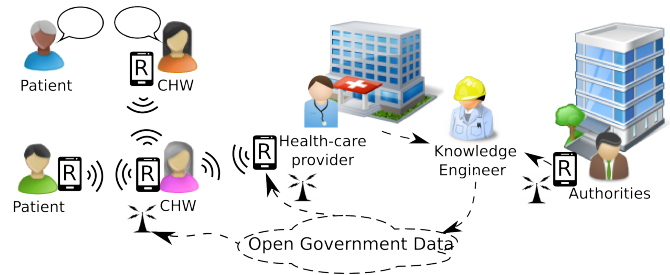 R
Patient
CHW
R
R
R
R
Health-care
provider
Knowledge
Engineer
Authorities
Patient
CHW
Open Government Data